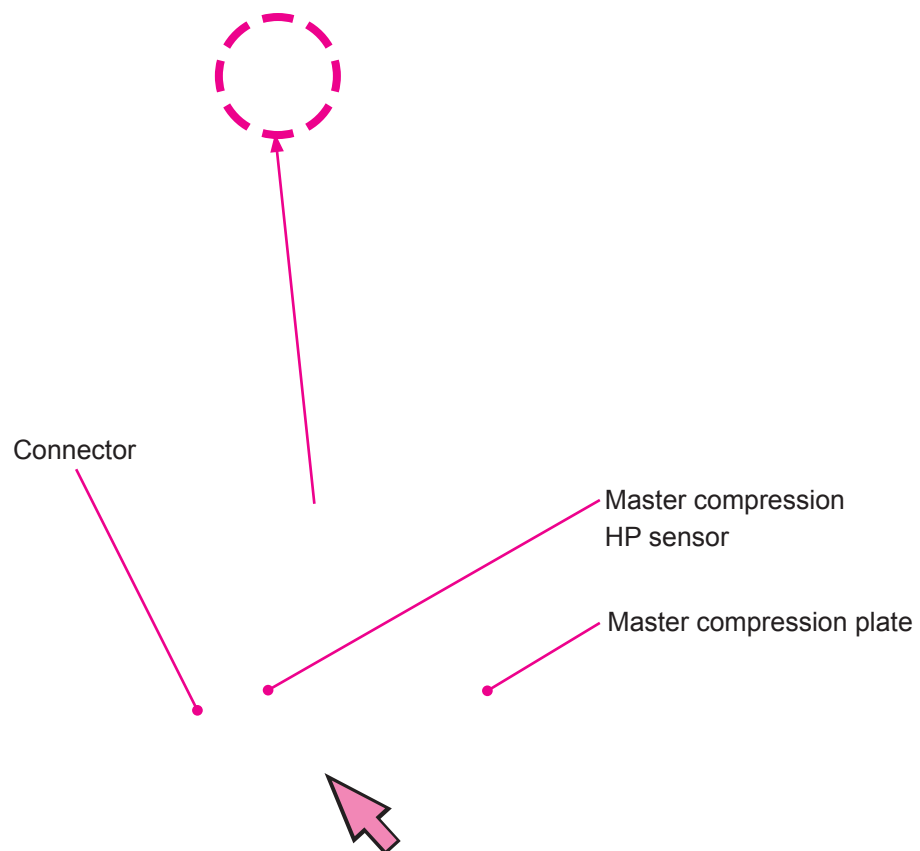 Connector
Master compression
HP sensor
Master compression plate